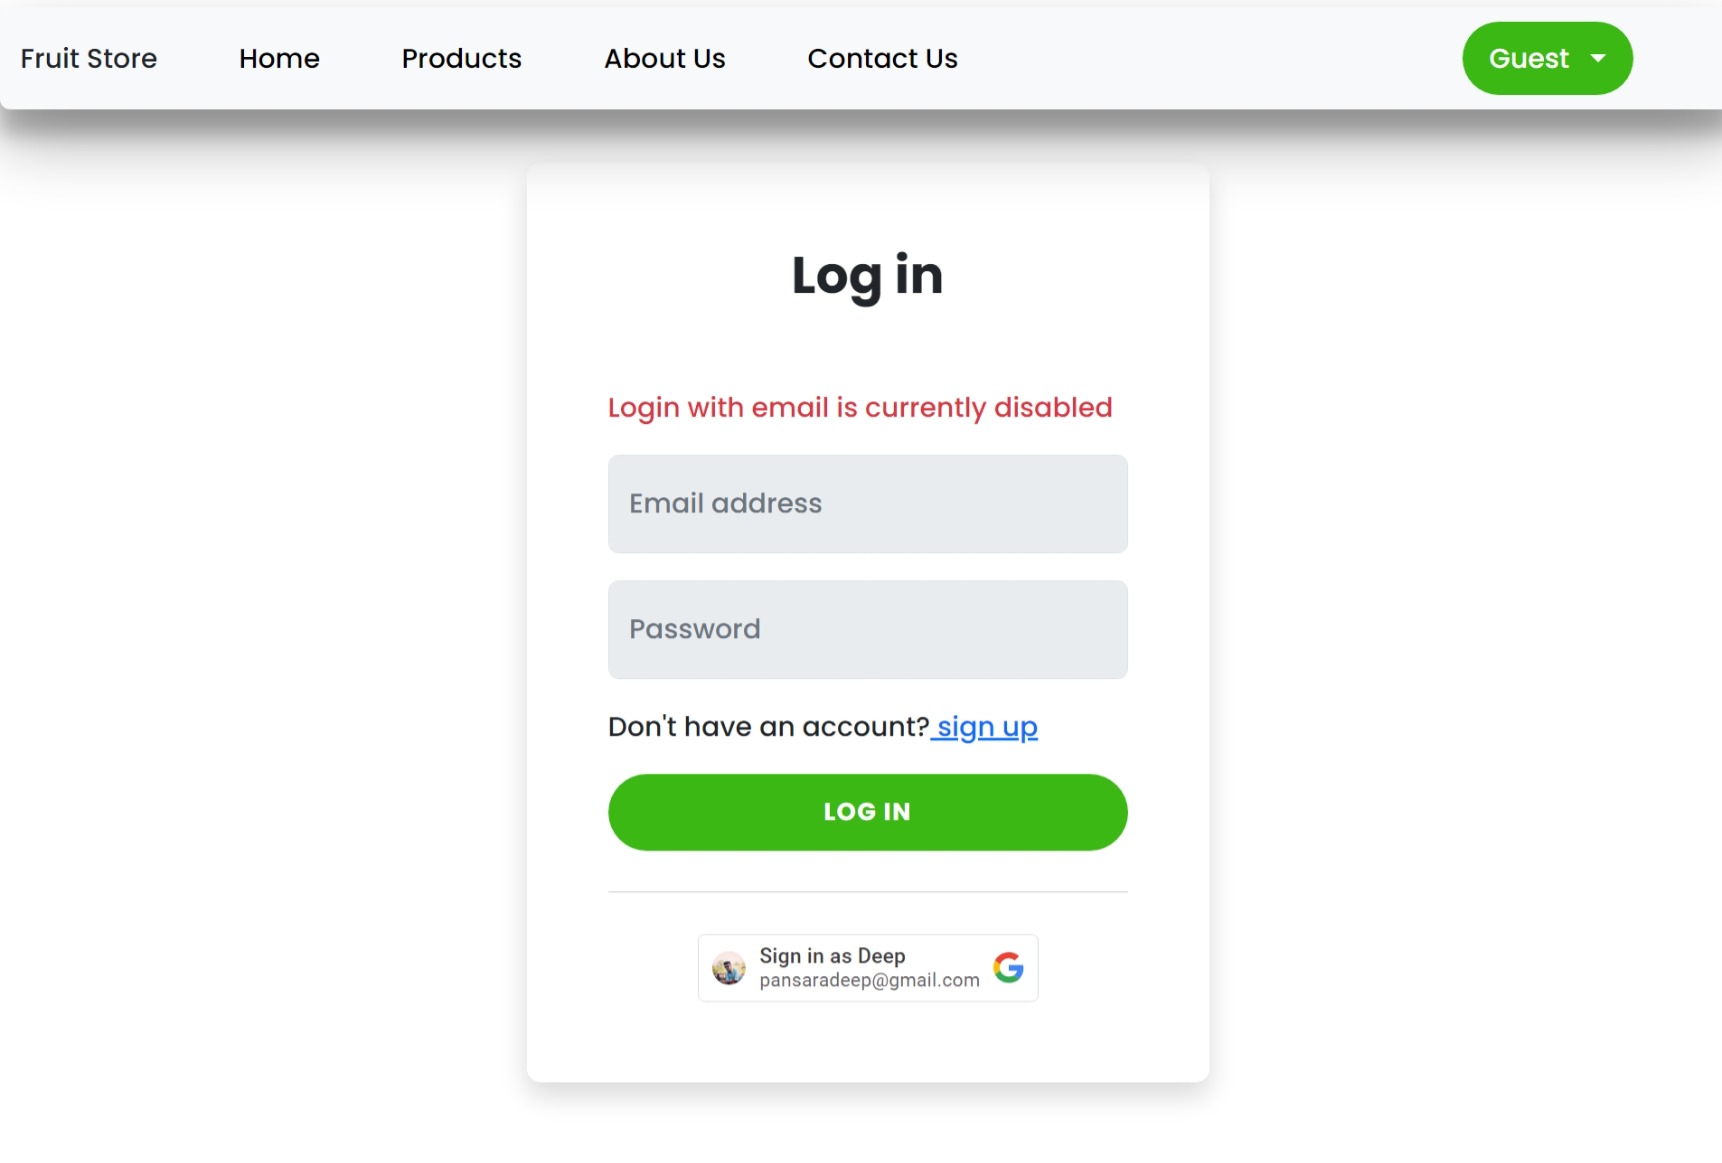 Fruit Store
Home
Products
About Us
Contact Us
Guest
Log in
Login with email is currently disabled
Email address
Password
Don't have an account? sign up
LOG IN
Sign in as Deep
pansaradeep@gmail.com